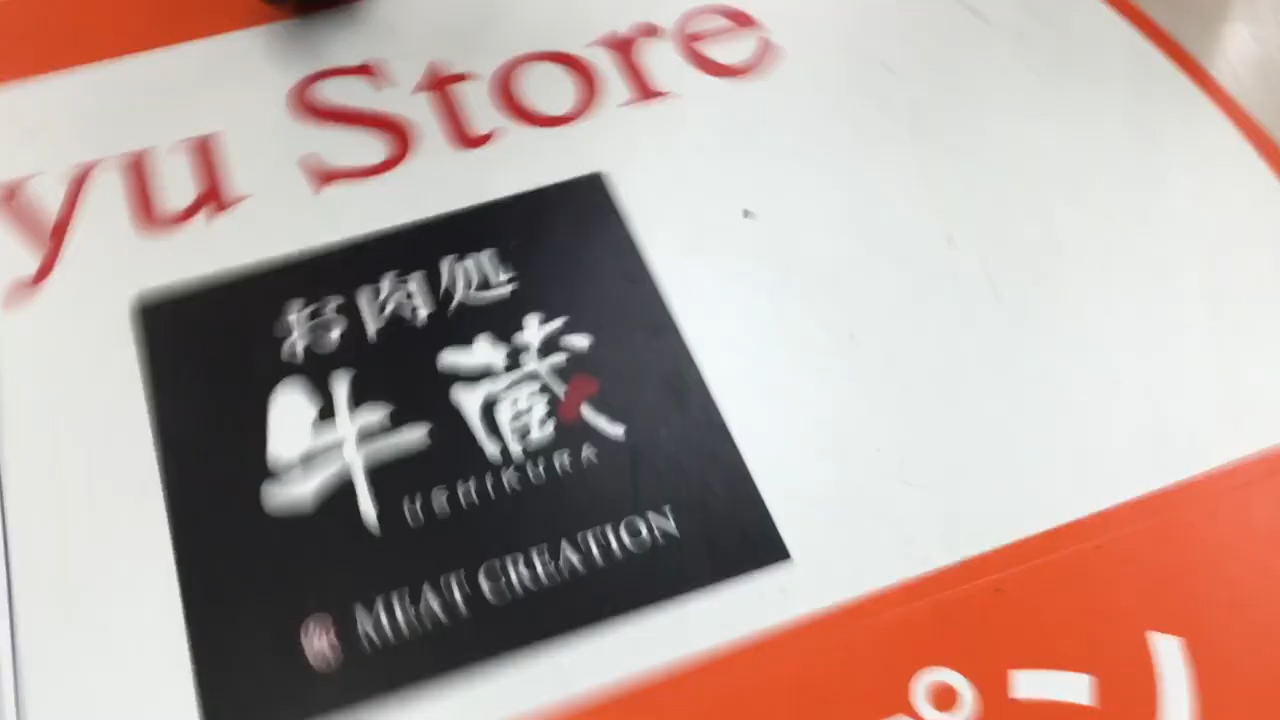 yu Store
お肉処
牛蔵
USHIKURA
MEAT CREATION